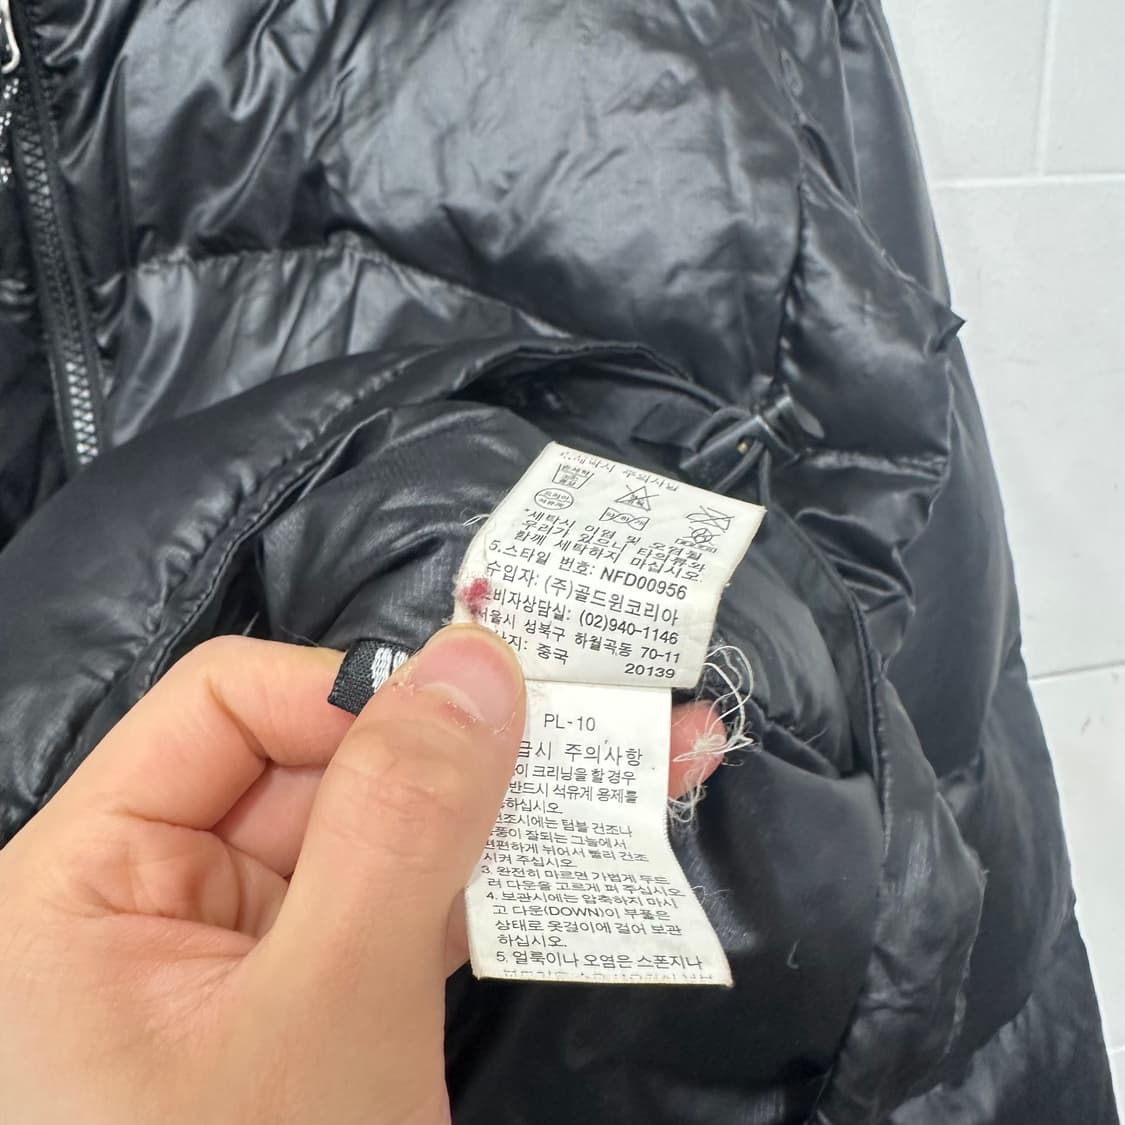 주의사항
*세탁시 이염 및 오염될
우려가 있으니 타의류와
함께 세탁하지 마십시오.
5.스타일 번호: NFD00956
수입자: (주)골드윈코리아
비자상담실: (02)940-1146
서울시 성북구 하월곡동 70-11
지: 중국 20139
PL-10
급시 주의사항
이 크리닝을 할 경우
반드시 석유계 용제를
하십시오.
조시에는 텀블 건조나
풍이 잘되는 그늘에서
편편하게 뉘어서 빨리 건조
시켜 주십시오.
3. 완전히 마르면 가볍게 두드
러 다운을 고르게 펴 주십시오
4. 보관시에는 압축하지 마시
고 다운(DOWN)이 부풀은
상태로 옷걸이에 걸어 보관
하십시오.
5. 얼룩이나 오염은 스폰지나